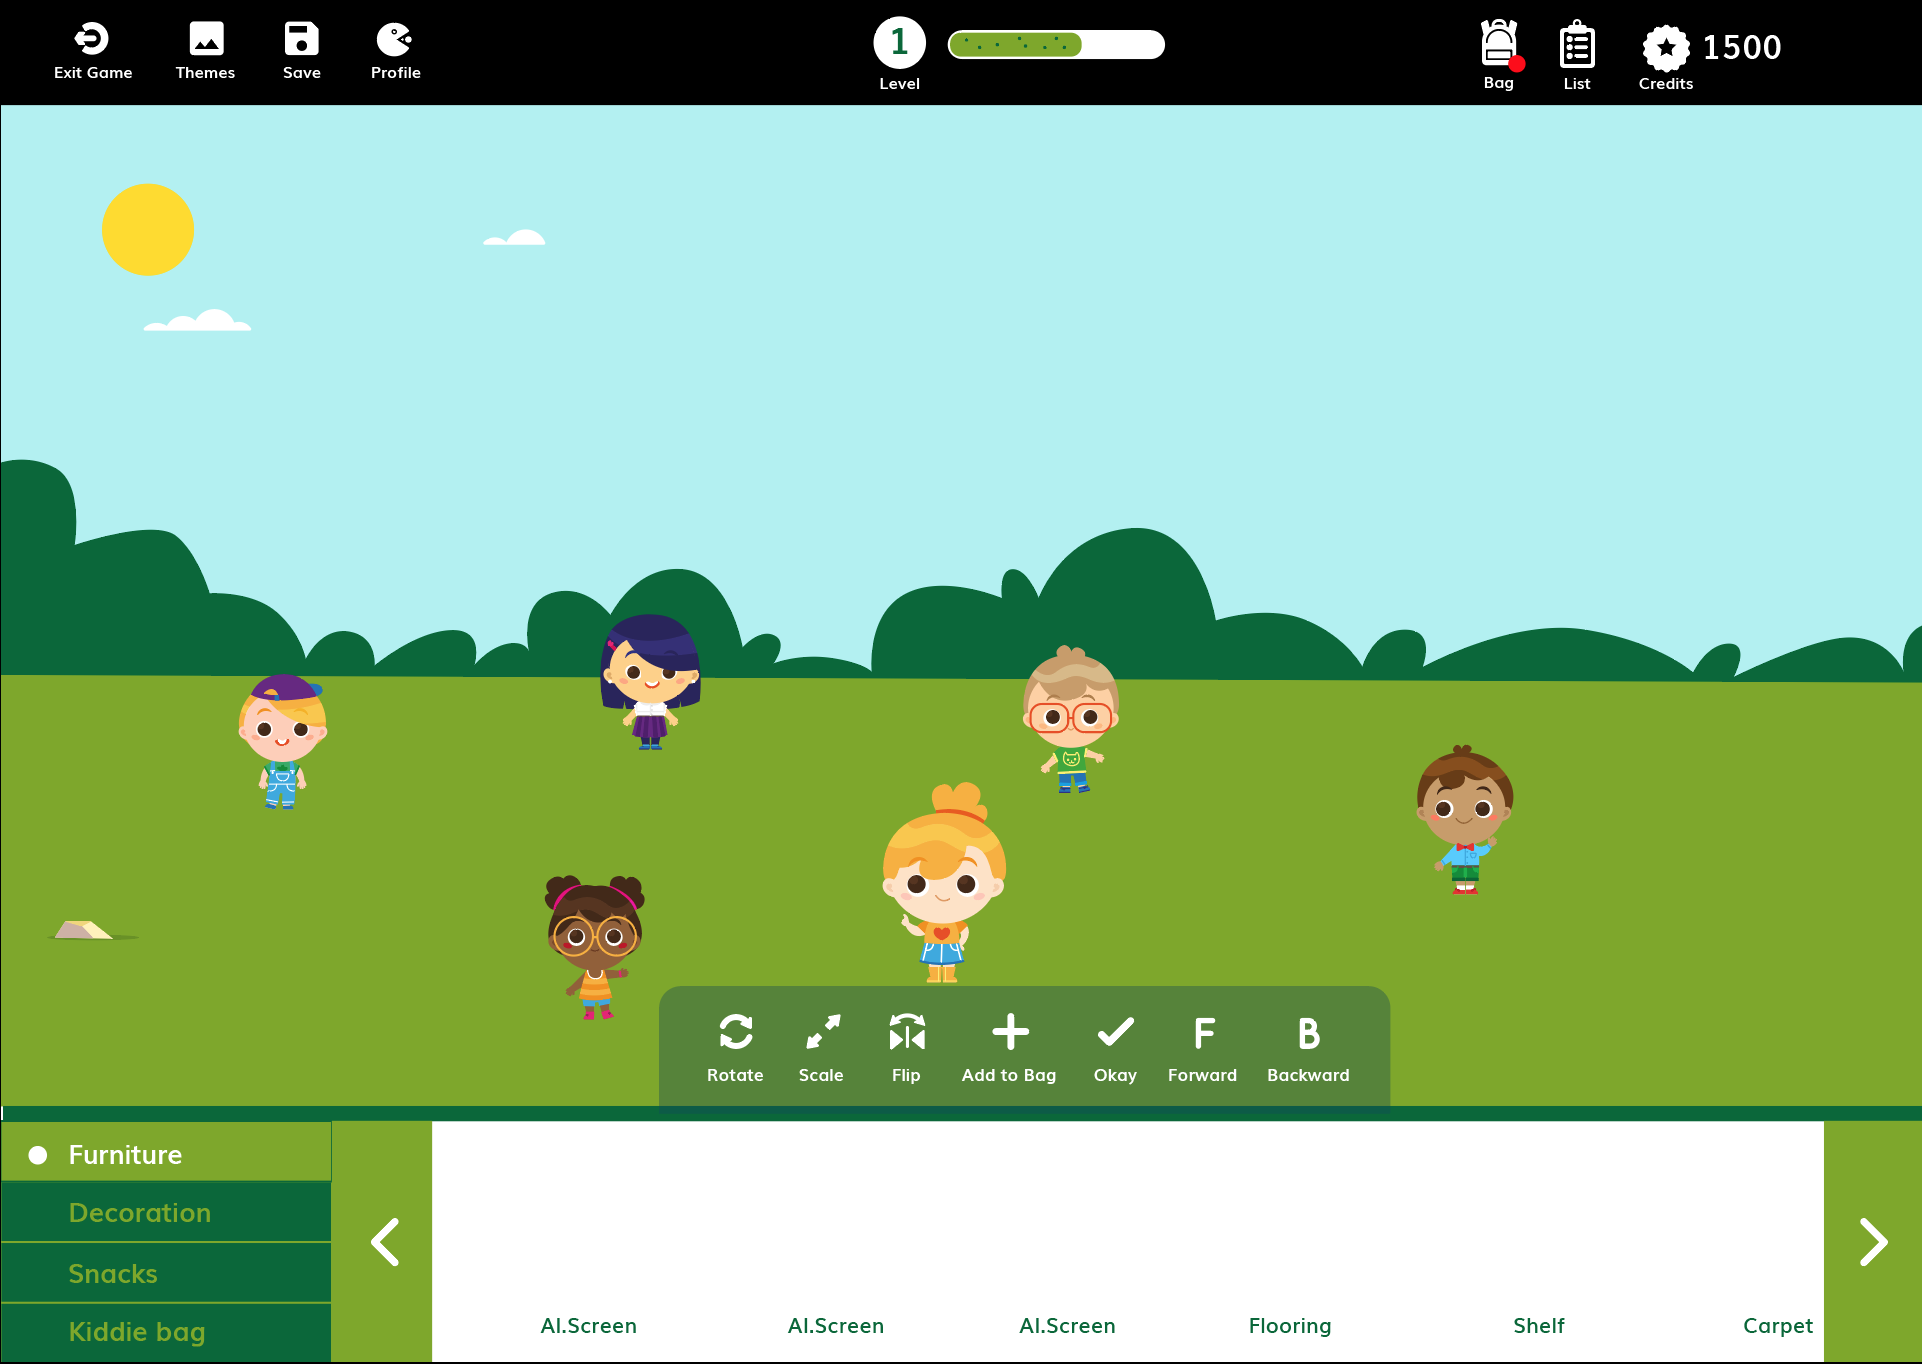 Exit Game
Themes
Save
Profile
1
Level
Bag
List
Credits
1500
Rotate
Scale
Flip
Add to Bag
Okay
F
Forward
B
Backward
Furniture
Decoration
Snacks
Kiddie bag
AI.Screen
AI.Screen
AI.Screen
Flooring
Shelf
Carpet